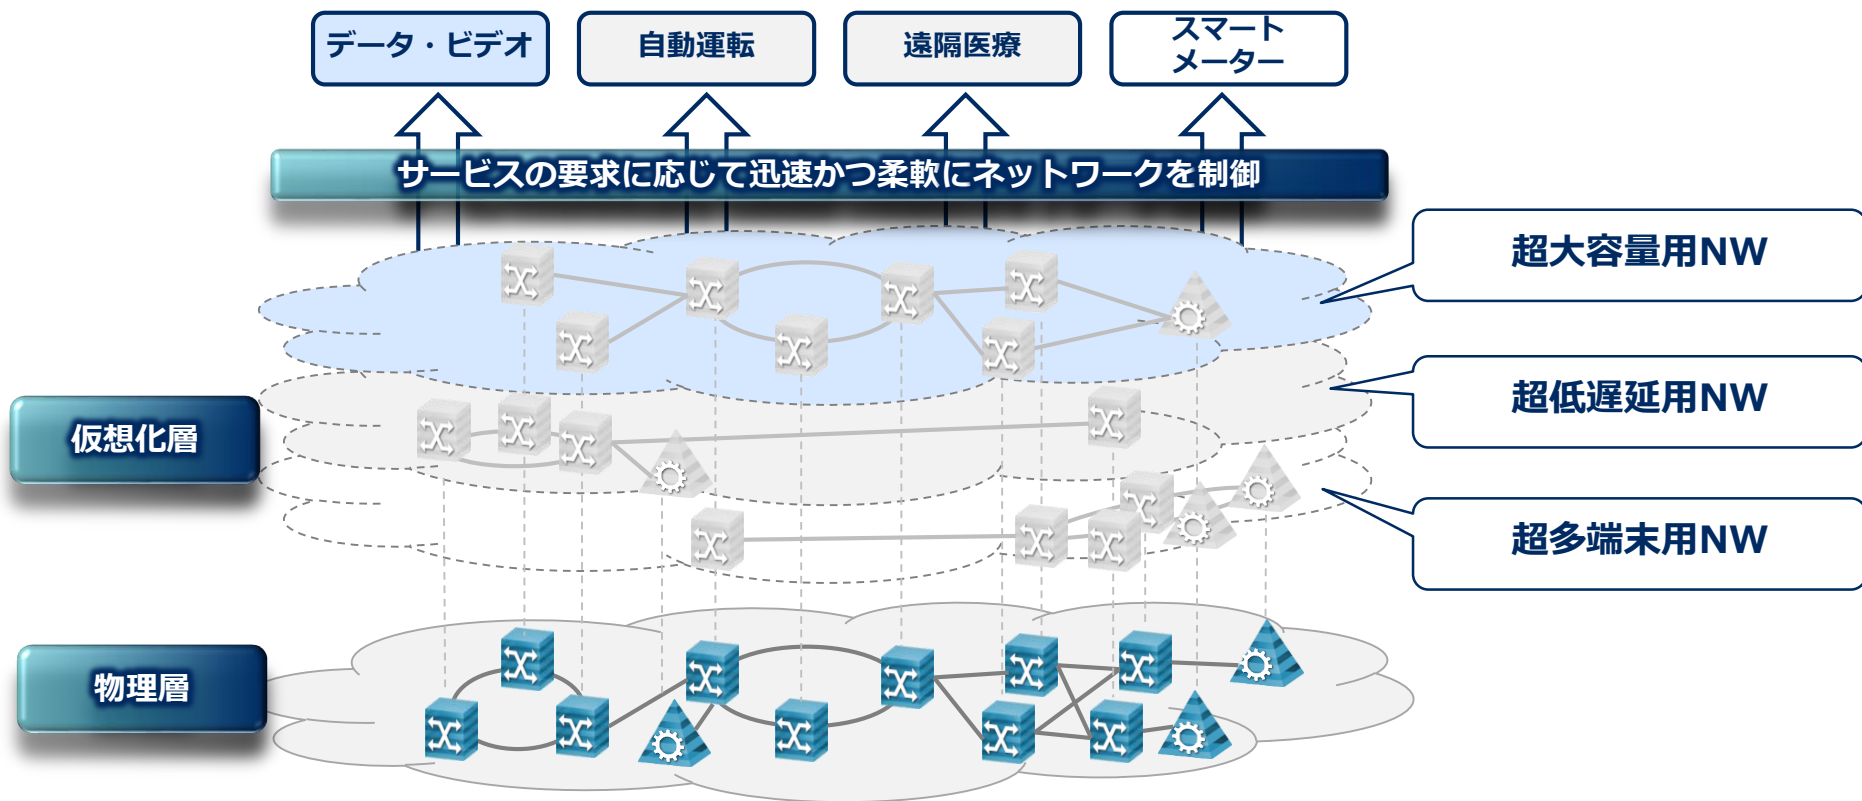 データ・ビデオ
自動運転
遠隔医療
スマート
メーター
サービスの要求に応じて迅速かつ柔軟にネットワークを制御
超大容量用NW
超低遅延用NW
仮想化層
超多端末用NW
物理層